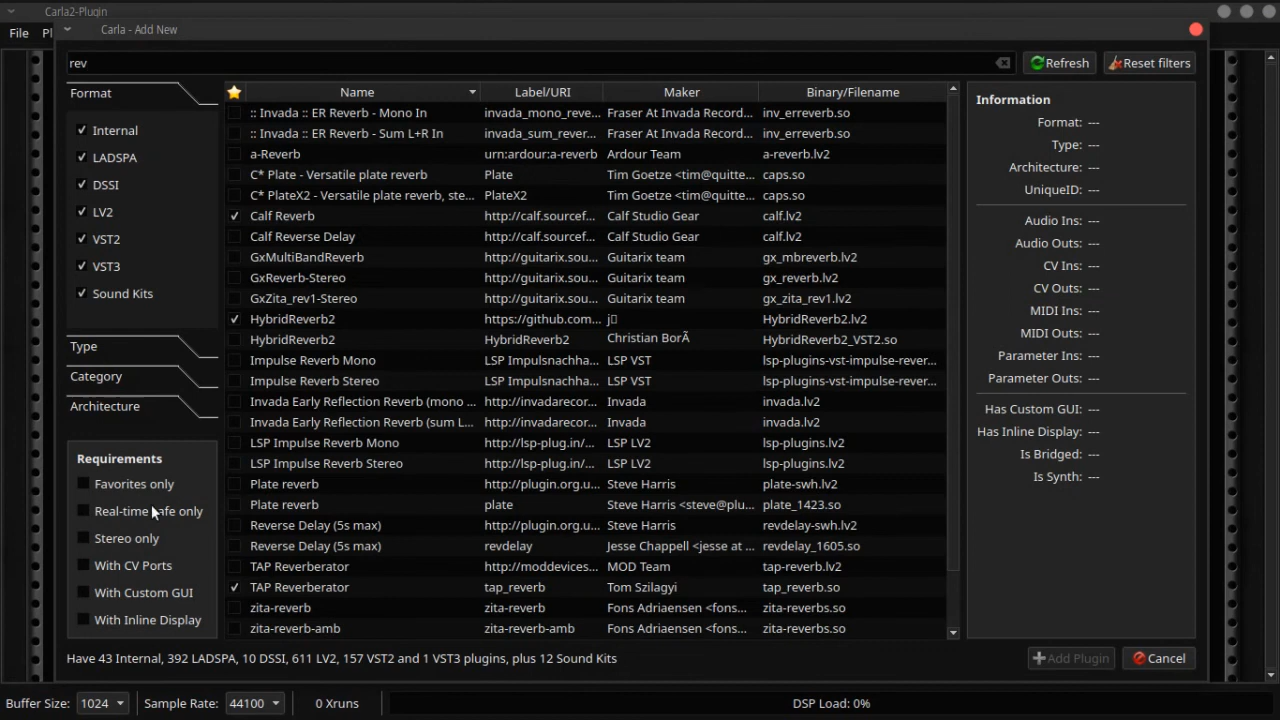 Carla2-Plugin
Carla - Add New
File Pl
rev
Refresh
Reset filters
Format
Internal
LADSPA
DSSI
LV2
VST2
VST3
Sound Kits
Type
Category
Architecture
Requirements
Favorites only
Real-time safe only
Stereo only
With CV Ports
With Custom GUI
With Inline Display
Name Label/URI Maker Binary/Filename
:: Invada :: ER Reverb - Mono In invada_mono_reve... Fraser At Invada Record... inv_erreverb.so
:: Invada :: ER Reverb - Sum L+R In invada_sum_rever... Fraser At Invada Record... inv_erreverb.so
a-Reverb urn:ardour:a-reverb Ardour Team a-reverb.lv2
C* Plate - Versatile plate reverb Plate Tim Goetze <tim@quitte... caps.so
C* PlateX2 - Versatile plate reverb, ste... PlateX2 Tim Goetze <tim@quitte... caps.so
Calf Reverb http://calf.sourcef... Calf Studio Gear calf.lv2
Calf Reverse Delay http://calf.sourcef... Calf Studio Gear calf.lv2
GxMultiBandReverb http://guitarix.sou... Guitarix team gx_mbreverb.lv2
GxReverb-Stereo http://guitarix.sou... Guitarix team gx_reverb.lv2
GxZita_rev1-Stereo http://guitarix.sou... Guitarix team gx_zita_rev1.lv2
HybridReverb2 https://github.com... j HybridReverb2.lv2
HybridReverb2 HybridReverb2 Christian BorÃ HybridReverb2_VST2.so
Impulse Reverb Mono LSP Impulsnachha... LSP VST lsp-plugins-vst-impulse-rever...
Impulse Reverb Stereo LSP Impulsnachha... LSP VST lsp-plugins-vst-impulse-rever...
Invada Early Reflection Reverb (mono ... http://invadarecor... Invada invada.lv2
Invada Early Reflection Reverb (sum L... http://invadarecor... Invada invada.lv2
LSP Impulse Reverb Mono http://lsp-plug.in/... LSP LV2 lsp-plugins.lv2
LSP Impulse Reverb Stereo http://lsp-plug.in/... LSP LV2 lsp-plugins.lv2
Plate reverb http://plugin.org.u... Steve Harris plate-swh.lv2
Plate reverb plate Steve Harris <steve@plu... plate_1423.so
Reverse Delay (5s max) http://plugin.org.u... Steve Harris revdelay-swh.lv2
Reverse Delay (5s max) revdelay Jesse Chappell <jesse at ... revdelay_1605.so
TAP Reverberator http://moddevices... MOD Team tap-reverb.lv2
TAP Reverberator tap_reverb Tom Szilagyi tap_reverb.so
zita-reverb zita-reverb Fons Adriaensen <fons... zita-reverbs.so
zita-reverb-amb zita-reverb-amb Fons Adriaensen <fons... zita-reverbs.so
Information
Format: ---
Type: ---
Architecture: ---
UniqueID: ---
Audio Ins: ---
Audio Outs: ---
CV Ins: ---
CV Outs: ---
MIDI Ins: ---
MIDI Outs: ---
Parameter Ins: ---
Parameter Outs: ---
Has Custom GUI: ---
Has Inline Display: ---
Is Bridged: ---
Is Synth: ---
Have 43 Internal, 392 LADSPA, 10 DSSI, 611 LV2, 157 VST2 and 1 VST3 plugins, plus 12 Sound Kits
Add Plugin
Cancel
Buffer Size: 1024 Sample Rate: 44100 0 Xruns DSP Load: 0%